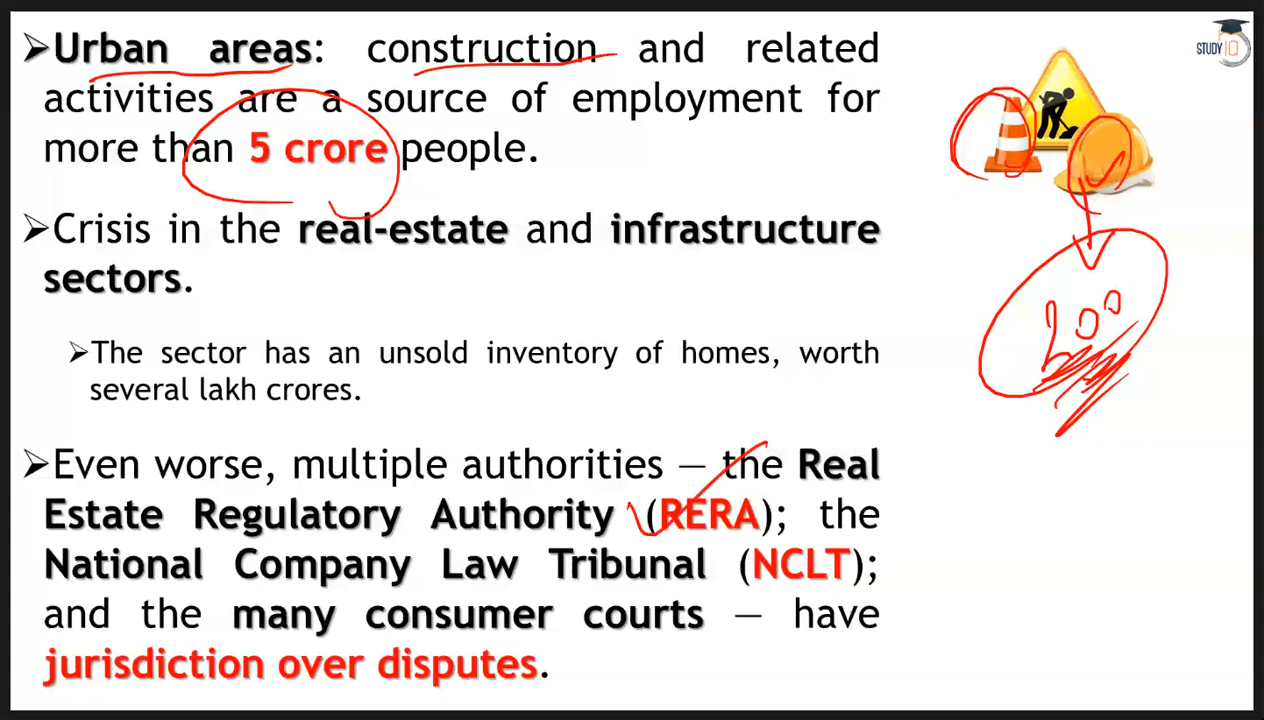 ➢Urban areas: construction and related
activities are a source of employment for
more than 5 crore people.
➢Crisis in the real-estate and infrastructure
sectors.
➢The sector has an unsold inventory of homes, worth
several lakh crores.
➢Even worse, multiple authorities — the Real
Estate Regulatory Authority (RERA); the
National Company Law Tribunal (NCLT);
and the many consumer courts — have
jurisdiction over disputes.
STUDY IQ
200